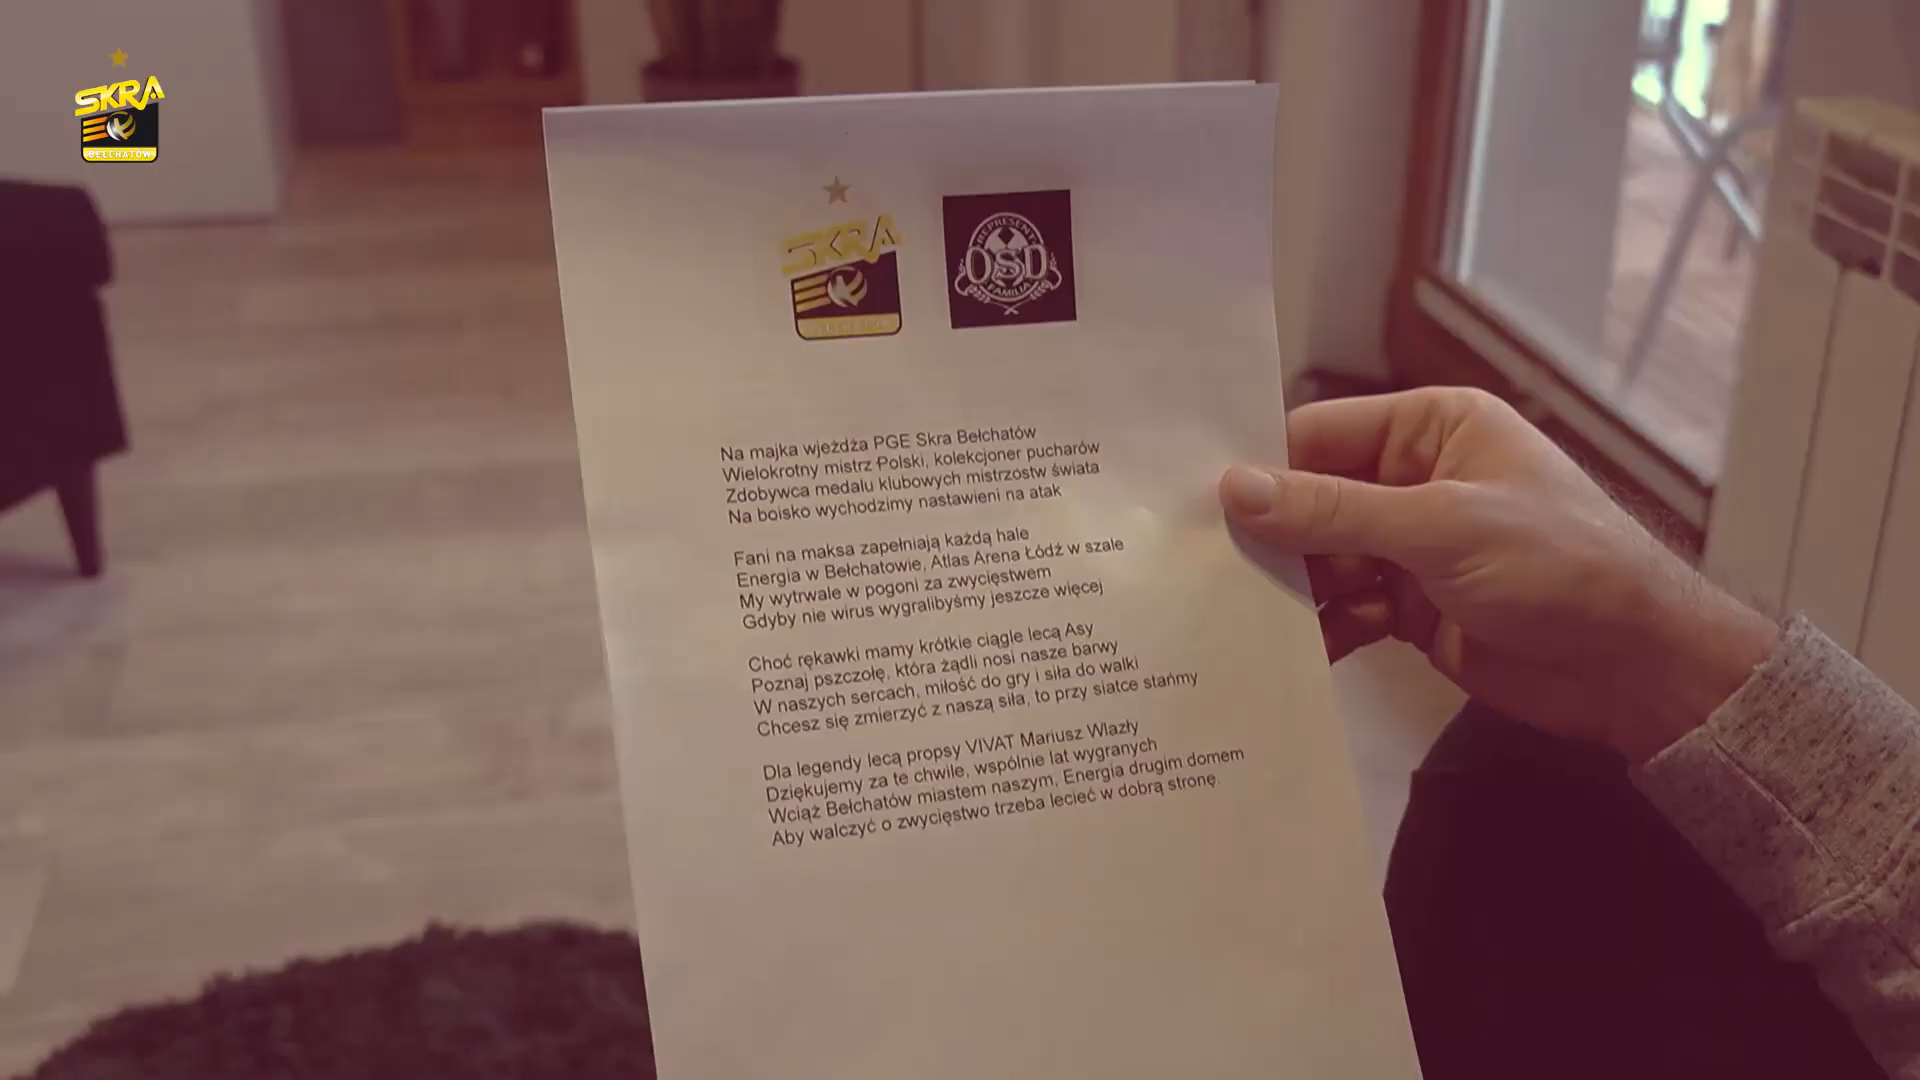 SKRA
BEŁCHATÓW
SKRA
REPRESENT
OSD
FAMILIA
Na majka wjeżdża PGE Skra Bełchatów
Wielokrotny mistrz Polski, kolekcjoner pucharów
Zdobywca medalu klubowych mistrzostw świata
Na boisko wychodzimy nastawieni na atak
Fani na maksa zapełniają każdą hale
Energia w Bełchatowie, Atlas Arena Łódź w szale
My wytrwale w pogoni za zwycięstwem
Gdyby nie wirus wygralibyśmy jeszcze więcej
Choć rękawki mamy krótkie ciągle lecą Asy
Poznaj pszczołę, która żądli nosi nasze barwy
W naszych sercach, miłość do gry i siła do walki
Chcesz się zmierzyć z naszą siła, to przy siatce stańmy
Dla legendy lecą propsy VIVAT Mariusz Wlazły
Dziękujemy za te chwile, wspólnie lat wygranych
Wciąż Bełchatów miastem naszym, Energia drugim domem
Aby walczyć o zwycięstwo trzeba lecieć w dobrą stronę.